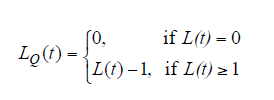 L_Q(t) = { 0, if L(t) = 0
L(t) − 1, if L(t) ≥ 1